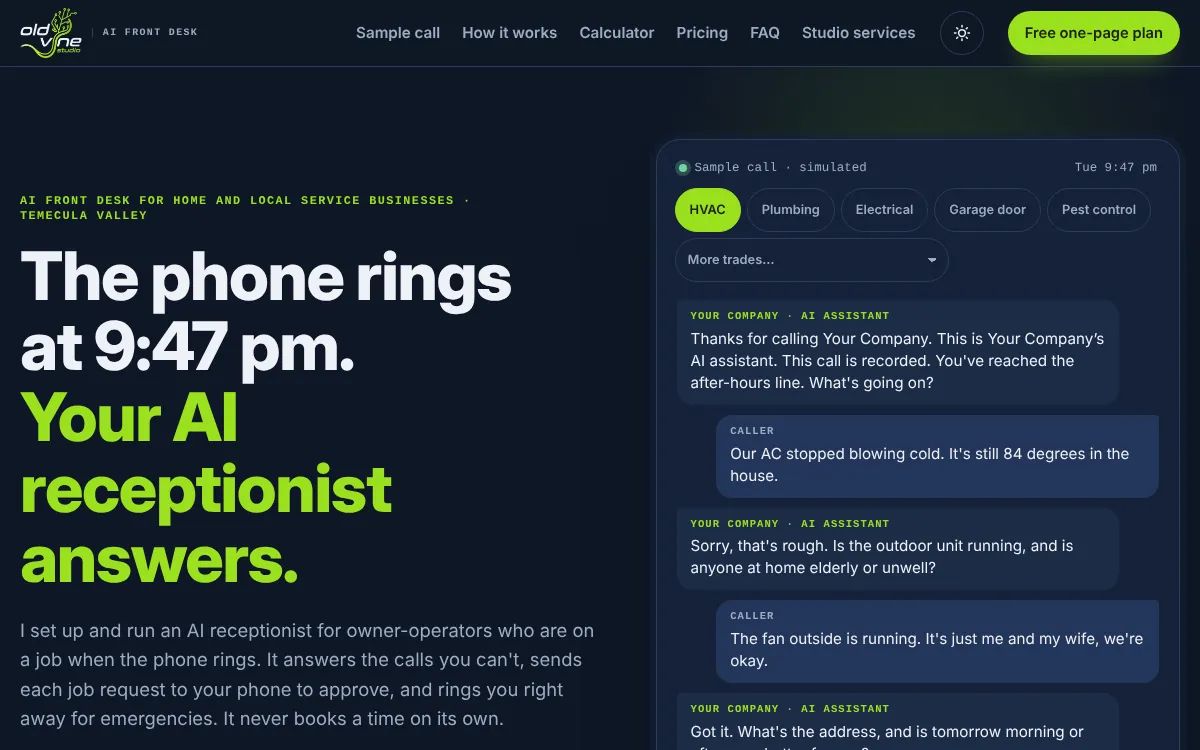 old vine studio
AI FRONT DESK
Sample call
How it works
Calculator
Pricing
FAQ
Studio services
Free one-page plan
AI FRONT DESK FOR HOME AND LOCAL SERVICE BUSINESSES ·
TEMECULA VALLEY
The phone rings
at 9:47 pm.
Your AI
receptionist
answers.
I set up and run an AI receptionist for owner-operators who are on
a job when the phone rings. It answers the calls you can't, sends
each job request to your phone to approve, and rings you right
away for emergencies. It never books a time on its own.
Sample call · simulated
Tue 9:47 pm
HVAC
Plumbing
Electrical
Garage door
Pest control
More trades...
YOUR COMPANY · AI ASSISTANT
Thanks for calling Your Company. This is Your Company’s
AI assistant. This call is recorded. You've reached the
after-hours line. What's going on?
CALLER
Our AC stopped blowing cold. It's still 84 degrees in the
house.
YOUR COMPANY · AI ASSISTANT
Sorry, that's rough. Is the outdoor unit running, and is
anyone at home elderly or unwell?
CALLER
The fan outside is running. It's just me and my wife, we're
okay.
YOUR COMPANY · AI ASSISTANT
Got it. What's the address, and is tomorrow morning or